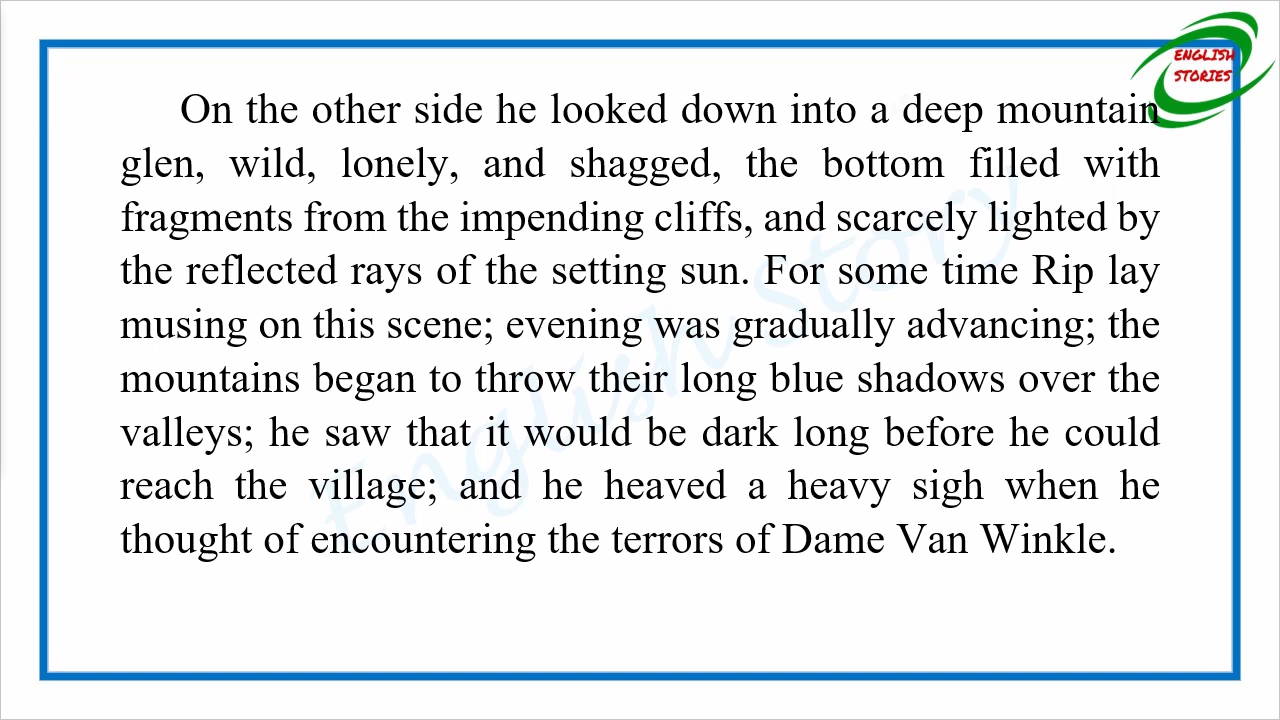 ENGLISH
STORIES
On the other side he looked down into a deep mountain
glen, wild, lonely, and shagged, the bottom filled with
fragments from the impending cliffs, and scarcely lighted by
the reflected rays of the setting sun. For some time Rip lay
musing on this scene; evening was gradually advancing; the
mountains began to throw their long blue shadows over the
valleys; he saw that it would be dark long before he could
reach the village; and he heaved a heavy sigh when he
thought of encountering the terrors of Dame Van Winkle.
English Story